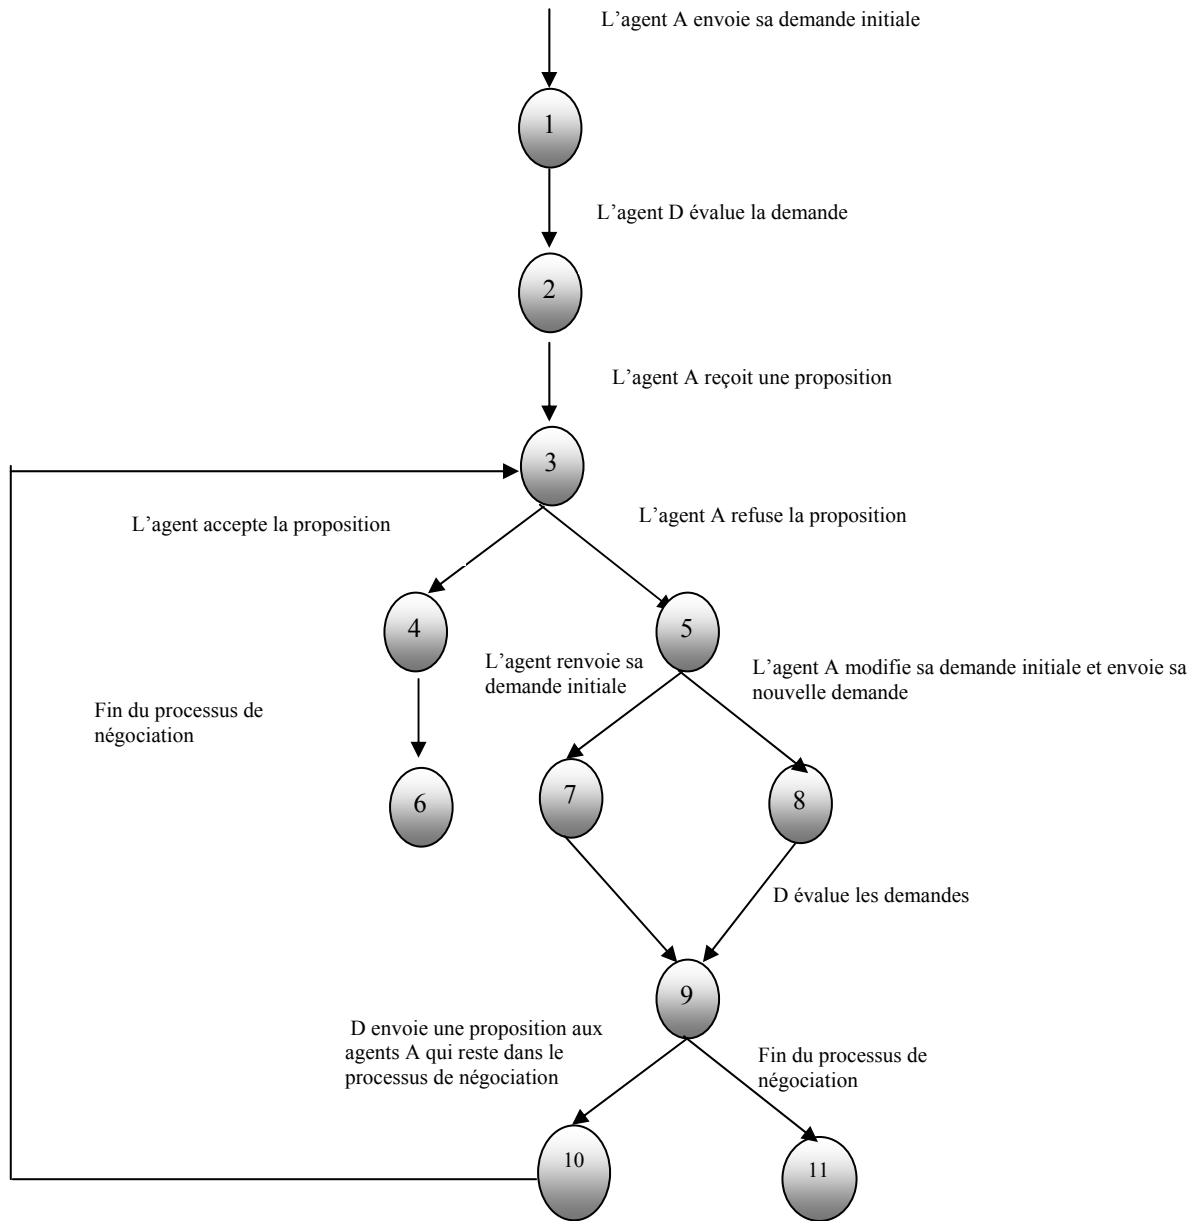 L'agent A envoie sa demande initiale
1
L'agent D évalue la demande
2
L'agent A reçoit une proposition
3
L'agent accepte la proposition
L'agent A refuse la proposition
4
5
L'agent renvoie sa
demande initiale
L'agent A modifie sa demande initiale et envoie sa
nouvelle demande
Fin du processus de
négociation
6
7
8
D évalue les demandes
9
D envoie une proposition aux
agents A qui reste dans le
processus de négociation
Fin du processus de
négociation
10
11